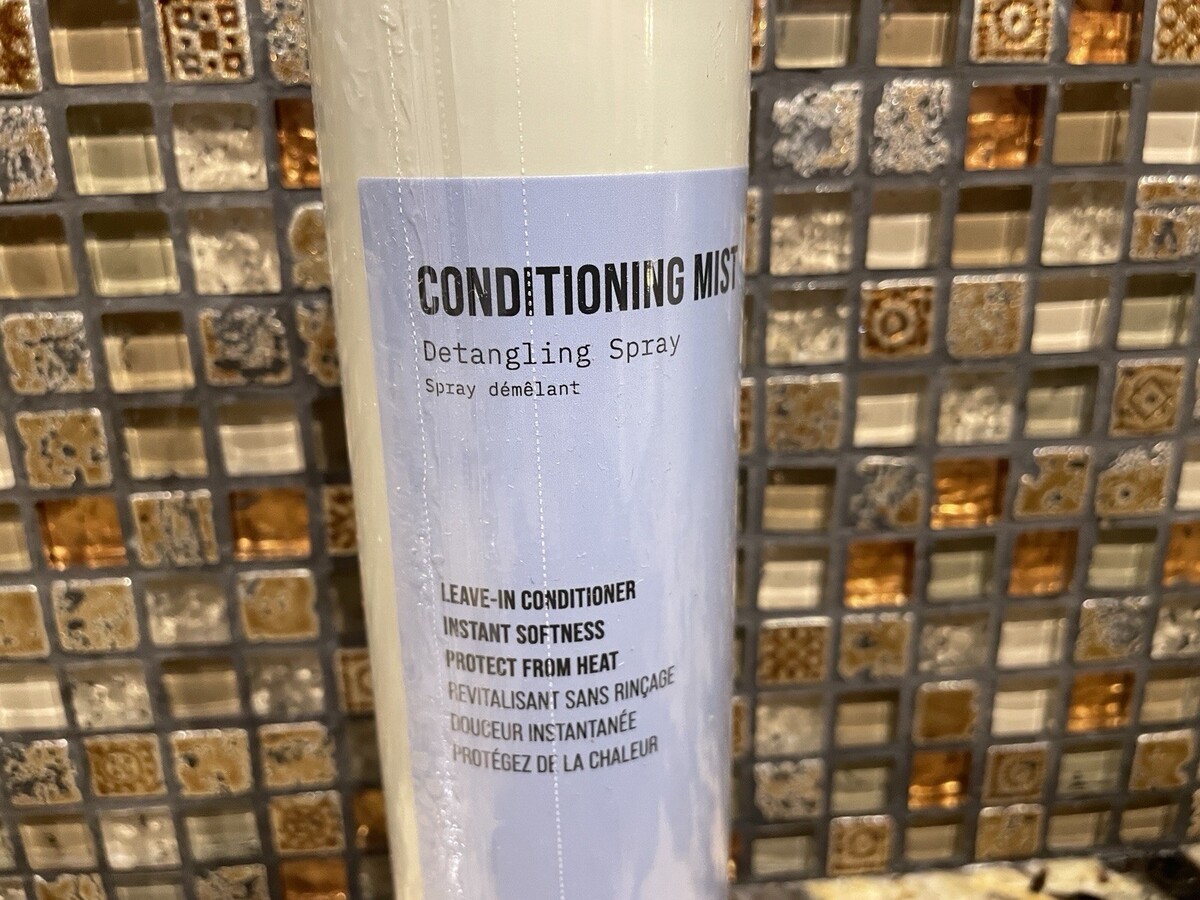 CONDITIONING MIST
Detangling Spray
Spray démêlant
LEAVE-IN CONDITIONER
INSTANT SOFTNESS
PROTECT FROM HEAT
REVITALISANT SANS RINÇAGE
DOUCEUR INSTANTANÉE
PROTÉGEZ DE LA CHALEUR